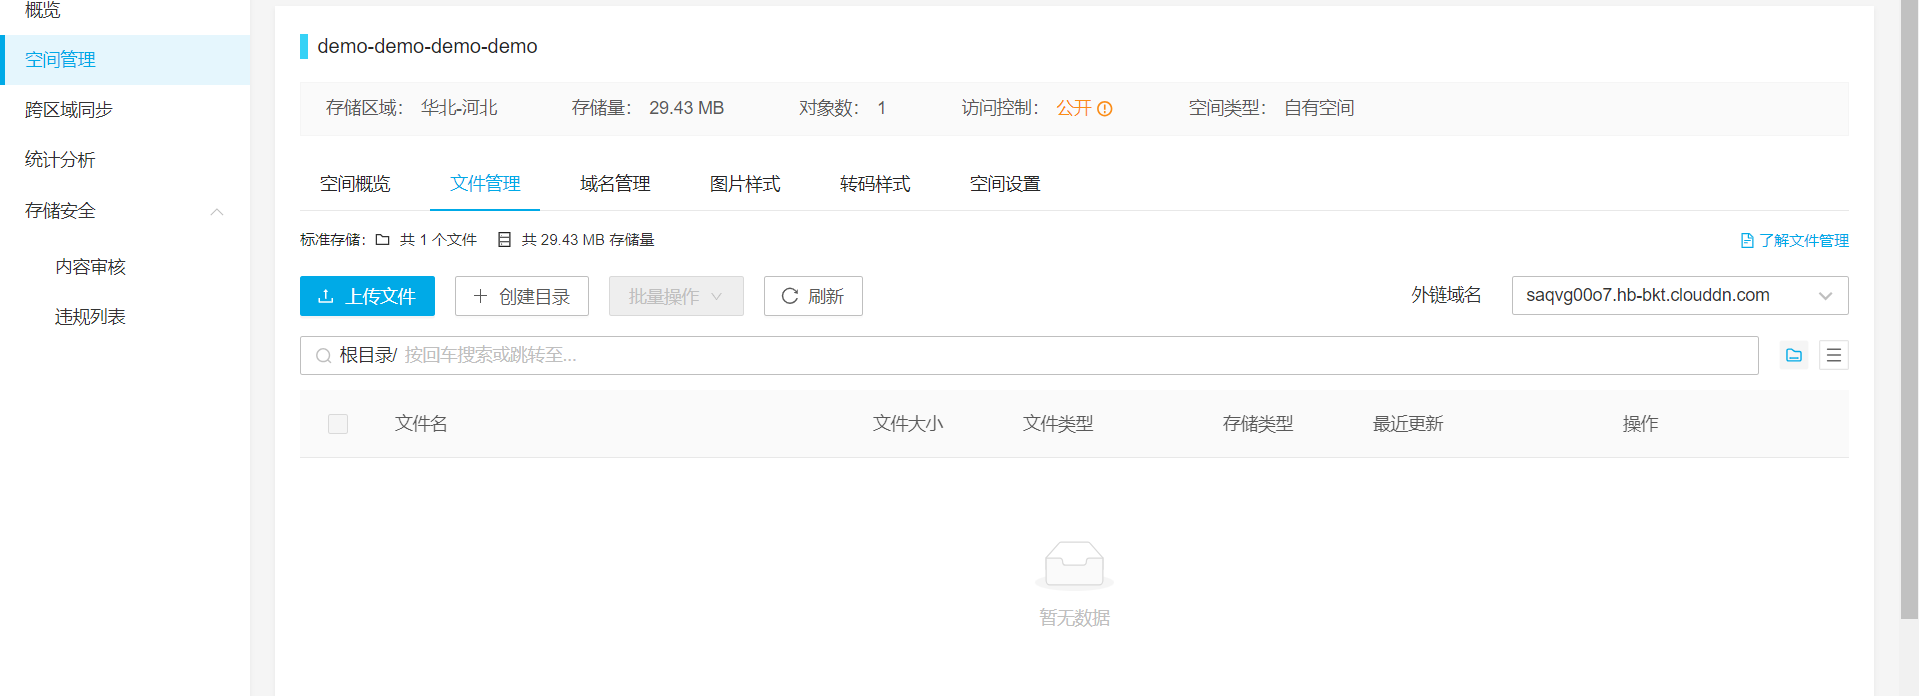 概览
空间管理
跨区域同步
统计分析
存储安全
内容审核
违规列表
demo-demo-demo-demo
存储区域： 华北-河北 存储量： 29.43 MB 对象数： 1 访问控制： 公开 空间类型： 自有空间
空间概览 文件管理 域名管理 图片样式 转码样式 空间设置
标准存储： 共 1 个文件 共 29.43 MB 存储量 了解文件管理
上传文件 创建目录 批量操作 刷新 外链域名 saqvg00o7.hb-bkt.clouddn.com
根目录/ 按回车搜索或跳转至...
文件名 文件大小 文件类型 存储类型 最近更新 操作
暂无数据